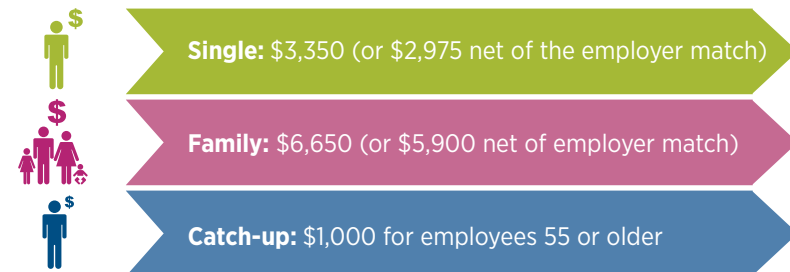 $
Single: $3,350 (or $2,975 net of the employer match)
$
Family: $6,650 (or $5,900 net of employer match)
$
Catch-up: $1,000 for employees 55 or older